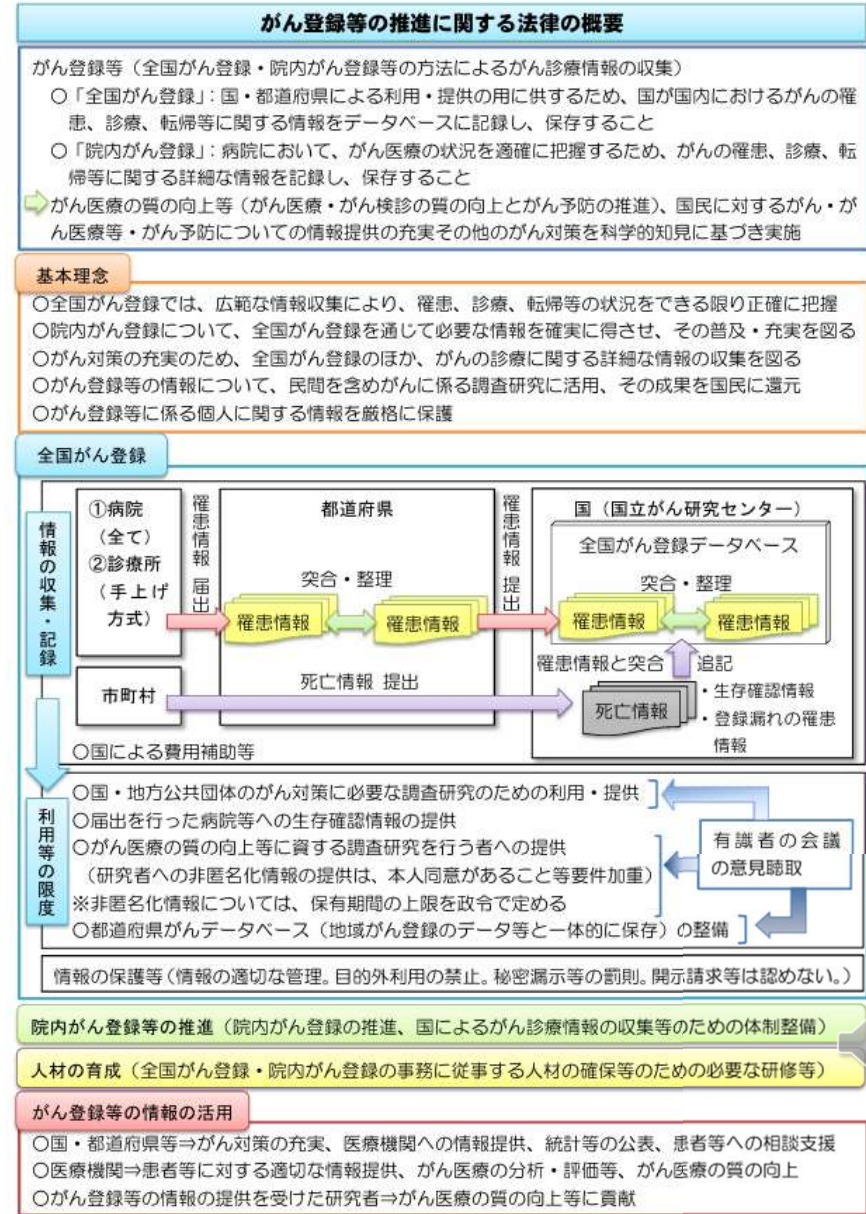 がん登録等の推進に関する法律の概要
がん登録等（全国がん登録・院内がん登録等の方法によるがん診療情報の収集）
○「全国がん登録」：国・都道府県による利用・提供の用に供するため、国が国内におけるがんの罹
患、診療、転帰等に関する情報をデータベースに記録し、保存すること
○「院内がん登録」：病院において、がん医療の状況を適確に把握するため、がんの罹患、診療、転
帰等に関する詳細な情報を記録し、保存すること
がん医療の質の向上等（がん医療・がん検診の質の向上とがん予防の推進）、国民に対するがん・が
ん医療等・がん予防についての情報提供の充実その他のがん対策を科学的知見に基づき実施
基本理念
○全国がん登録では、広範な情報収集により、罹患、診療、転帰等の状況をできる限り正確に把握
○院内がん登録について、全国がん登録を通じて必要な情報を確実に得させ、その普及・充実を図る
○がん対策の充実のため、全国がん登録のほか、がんの診療に関する詳細な情報の収集を図る
○がん登録等の情報について、民間を含めがんに係る調査研究に活用、その成果を国民に還元
○がん登録等に係る個人に関する情報を厳格に保護
全国がん登録
情報の収集・記録
①病院
（全て）
②診療所
（手上げ
方式）
罹患情報 届出
都道府県
突合・整理
罹患情報
罹患情報
罹患情報 提出
国（国立がん研究センター）
全国がん登録データベース
突合・整理
罹患情報
罹患情報
罹患情報と突合
追記
市町村
死亡情報 提出
死亡情報
・生存確認情報
・登録漏れの罹患
情報
○国による費用補助等
利用等の限度
○国・地方公共団体のがん対策に必要な調査研究のための利用・提供
○届出を行った病院等への生存確認情報の提供
○がん医療の質の向上等に資する調査研究を行う者への提供
（研究者への非匿名化情報の提供は、本人同意があること等要件加重）
※非匿名化情報については、保有期間の上限を政令で定める
○都道府県がんデータベース（地域がん登録のデータ等と一体的に保存）の整備
有識者の会議
の意見聴取
情報の保護等（情報の適切な管理。目的外利用の禁止。秘密漏示等の罰則。開示請求等は認めない。）
院内がん登録等の推進（院内がん登録の推進、国によるがん診療情報の収集等のための体制整備）
人材の育成（全国がん登録・院内がん登録の事務に従事する人材の確保等のための必要な研修等）
がん登録等の情報の活用
○国・都道府県等⇒がん対策の充実、医療機関への情報提供、統計等の公表、患者等への相談支援
○医療機関⇒患者等に対する適切な情報提供、がん医療の分析・評価等、がん医療の質の向上
○がん登録等の情報の提供を受けた研究者⇒がん医療の質の向上等に貢献